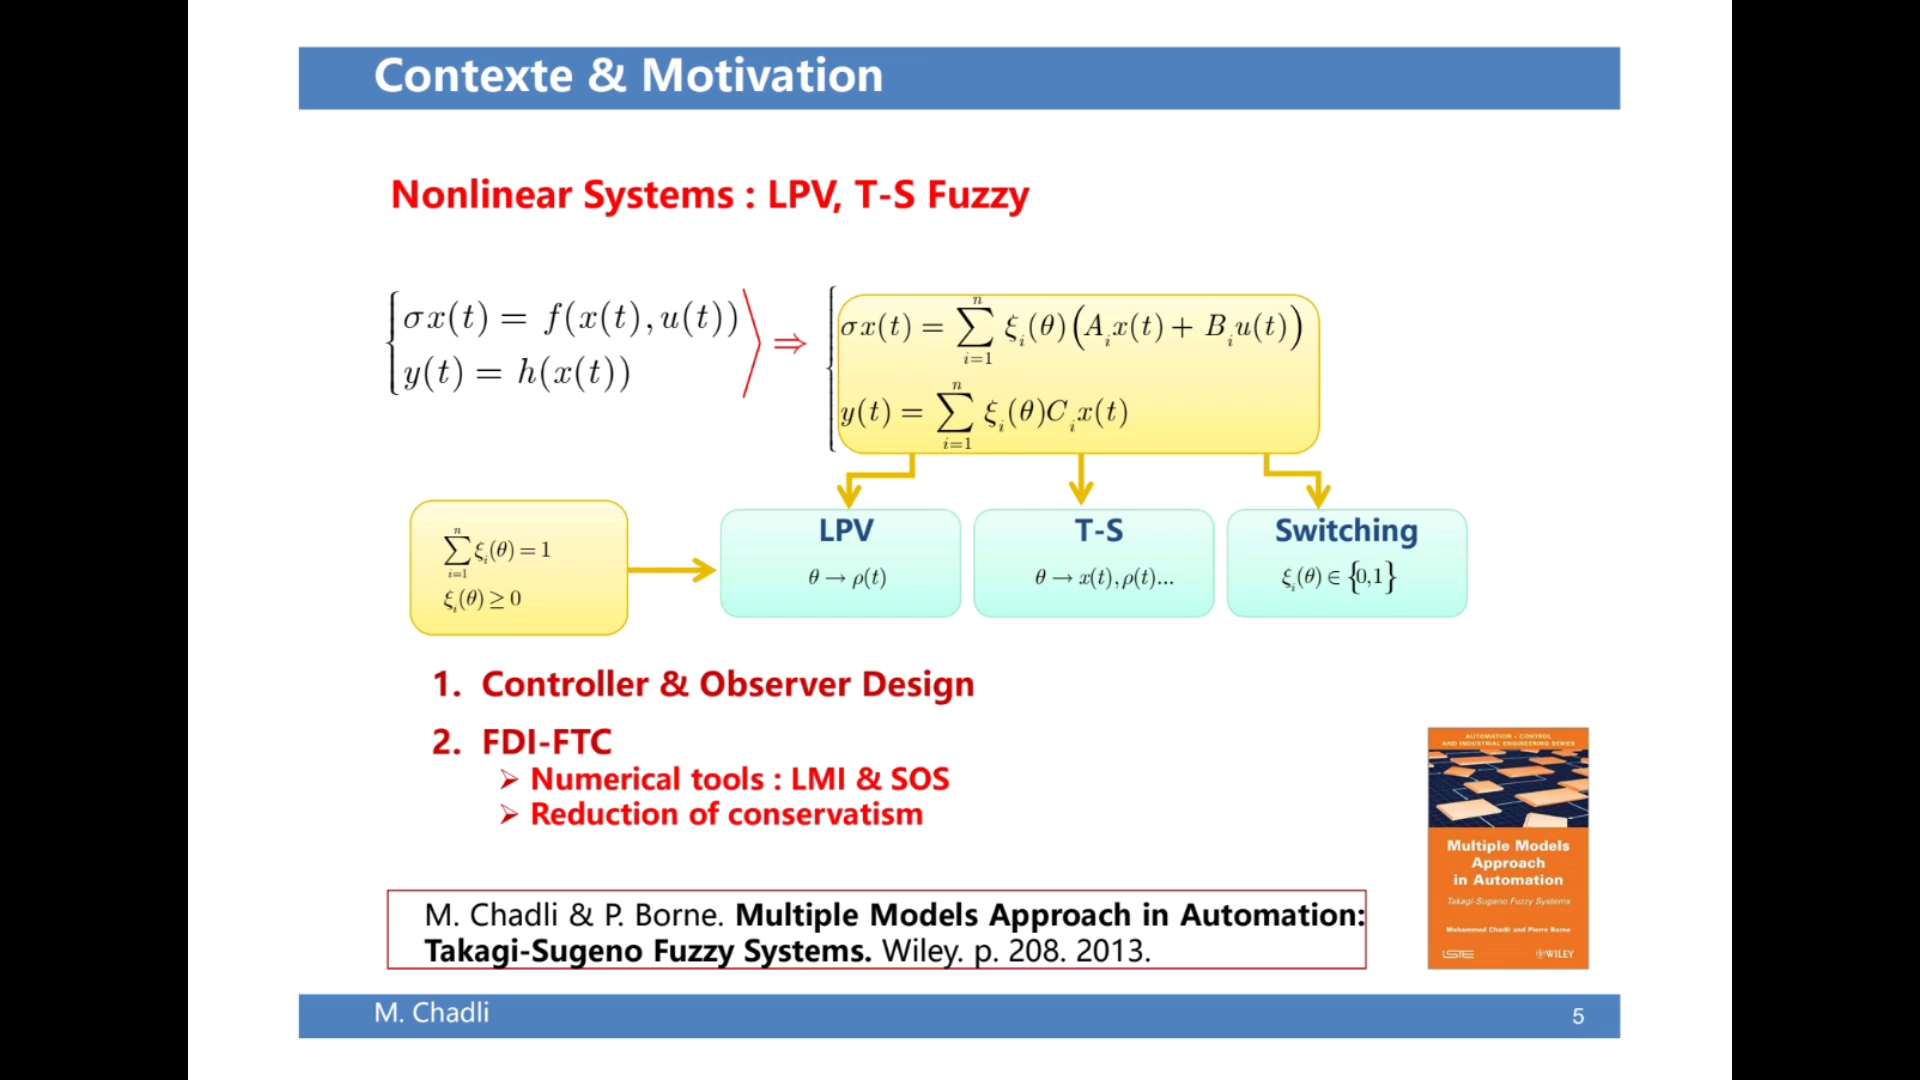 Contexte & Motivation
Nonlinear Systems : LPV, T-S Fuzzy
σx(t) = f(x(t), u(t))
y(t) = h(x(t))
⇒
σx(t) = ∑_{i=1}^{n} ξ_i(θ)(A_i x(t) + B_i u(t))
y(t) = ∑_{i=1}^{n} ξ_i(θ)C_i x(t)
∑_{i=1}^{n} ξ_i(θ) = 1
ξ_i(θ) ≥ 0
LPV
θ → ρ(t)
T-S
θ → x(t), ρ(t)...
Switching
ξ_i(θ) ∈ {0,1}
1. Controller & Observer Design
2. FDI-FTC
➢ Numerical tools : LMI & SOS
➢ Reduction of conservatism
AUTOMATION - CONTROL
AND INDUSTRIAL ENGINEERING SERIES
Multiple Models
Approach
in Automation
Takagi-Sugeno Fuzzy Systems
Mohammed Chadli and Pierre Borne
ISTE
WILEY
M. Chadli & P. Borne. Multiple Models Approach in Automation:
Takagi-Sugeno Fuzzy Systems. Wiley. p. 208. 2013.
M. Chadli
5